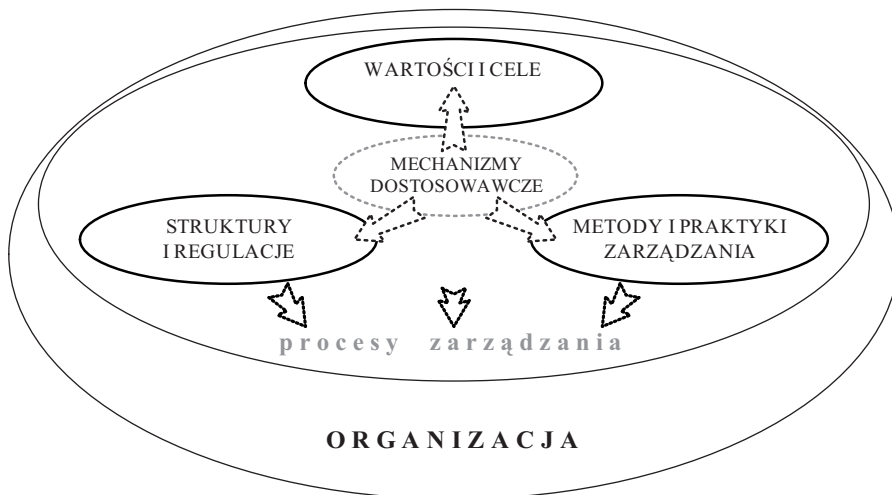 WARTOŚCI I CELE
MECHANIZMY
DOSTOSOWAWCZE
STRUKTURY
I REGULACJE
METODY I PRAKTYKI
ZARZĄDZANIA
procesy zarządzania
ORGANIZACJA